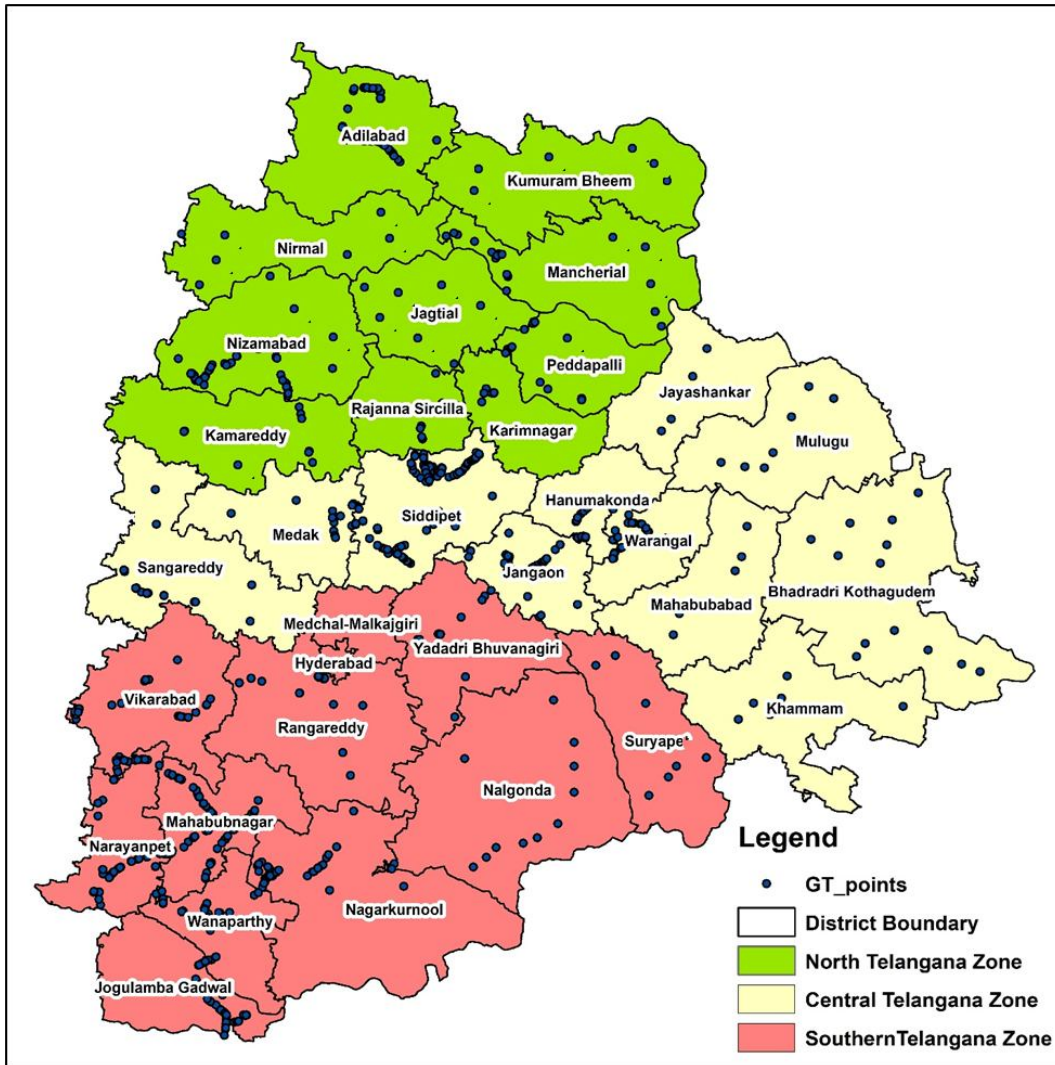 Adilabad
Kumuram Bheem
Nirmal
Mancherial
Jagtial
Nizamabad
Peddapalli
Jayashankar
Rajanna Sircilla
Karimnagar
Kamareddy
Mulugu
Hanumakonda
Siddipet
Medak
Warangal
Sangareddy
Jangaon
Bhadradri Kothagudem
Mahabubabad
Medchal-Malkajgiri
Yadadri Bhuvanagiri
Hyderabad
Vikarabad
Khammam
Rangareddy
Suryapet
Nalgonda
Mahabubnagar
Narayanpet
Nagarkurnool
Wanaparthy
Jogulamba Gadwal
Legend
GT_points
District Boundary
North Telangana Zone
Central Telangana Zone
SouthernTelangana Zone